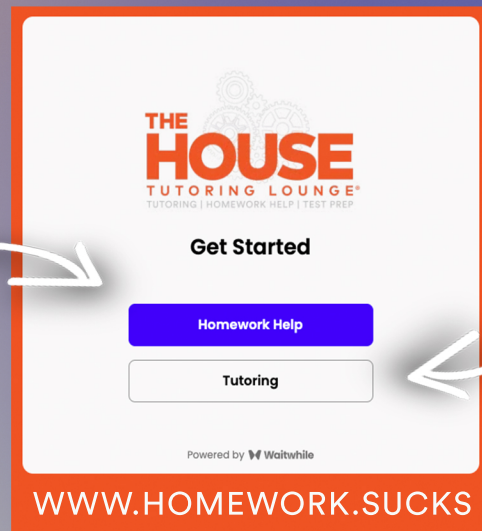 THE
HOUSE
TUTORING LOUNGE®
TUTORING | HOMEWORK HELP | TEST PREP
Get Started
Homework Help
Tutoring
Powered by Waitwhile
WWW.HOMEWORK.SUCKS